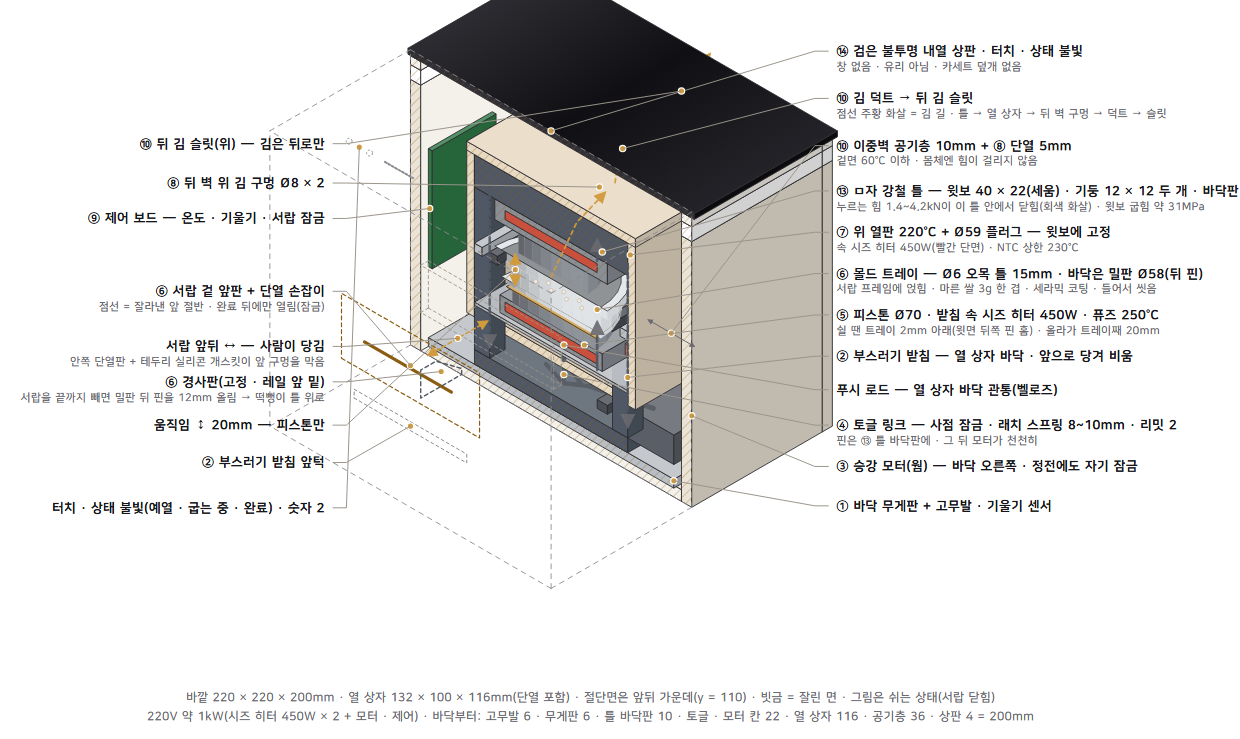 ⑭ 검은 불투명 내열 상판 · 터치 · 상태 불빛
창 없음 · 유리 아님 · 카세트 덮개 없음
⑩ 김 덕트 → 뒤 김 슬릿
점선 주황 화살 = 김 길 · 틀 → 열 상자 → 뒤 벽 구멍 → 덕트 → 슬릿
⑩ 이중벽 공기층 10mm + ⑧ 단열 5mm
겉면 60℃ 이하 · 몸체엔 힘이 걸리지 않음
⑬ ㅁ자 강철 틀 — 윗보 40 × 22(세움) · 기둥 12 × 12 두 개 · 바닥판
누르는 힘 1.4~4.2kN이 이 틀 안에서 닫힘(회색 화살) · 윗보 굽힘 약 31MPa
⑦ 위 열판 220℃ + Ø59 플러그 — 윗보에 고정
속 시즈 히터 450W(빨간 단면) · NTC 상한 230℃
⑥ 몰드 트레이 — Ø6 오목 틀 15mm · 바닥은 밀판 Ø58(뒤 핀)
서랍 프레임에 얹힘 · 마른 쌀 3g 한 겹 · 세라믹 코팅 · 들어서 씻음
⑤ 피스톤 Ø70 · 받침 속 시즈 히터 450W · 퓨즈 250℃
쉴 땐 트레이 2mm 아래(윗면 뒤쪽 핀 홈) · 올라가 트레이째 20mm
② 부스러기 받침 — 열 상자 바닥 · 앞으로 당겨 비움
푸시 로드 — 열 상자 바닥 관통(벨로즈)
④ 토글 링크 — 사점 잠금 · 래치 스프링 8~10mm · 리밋 2
핀은 ⑬ 틀 바닥판에 · 그 뒤 모터가 천천히
③ 승강 모터(웜) — 바닥 오른쪽 · 정전에도 자기 잠금
① 바닥 무게판 + 고무발 · 기울기 센서
⑩ 뒤 김 슬릿(위) — 김은 뒤로만
⑧ 뒤 벽 위 김 구멍 Ø8 × 2
⑨ 제어 보드 — 온도 · 기울기 · 서랍 잠금
⑥ 서랍 겉 앞판 + 단열 손잡이
점선 = 잘라낸 앞 절반 · 완료 뒤에만 열림(잠금)
서랍 앞뒤 ↔ — 사람이 당김
안쪽 단열판 + 테두리 실리콘 개스킷이 앞 구멍을 막음
⑥ 경사판(고정 · 레일 앞 밑)
서랍을 끝까지 빼면 밀판 뒤 핀을 12mm 올림 → 떡뻥이 틀 위로
움직임 ↕ 20mm — 피스톤만
② 부스러기 받침 앞턱
터치 · 상태 불빛(예열 · 굽는 중 · 완료) · 숫자 2
바깥 220 × 220 × 200mm · 열 상자 132 × 100 × 116mm(단열 포함) · 절단면은 앞뒤 가운데(y = 110) · 빗금 = 잘린 면 · 그림은 쉬는 상태(서랍 닫힘)
220V 약 1kW(시즈 히터 450W × 2 + 모터 · 제어) · 바닥부터: 고무발 6 · 무게판 6 · 틀 바닥판 10 · 토글 · 모터 칸 22 · 열 상자 116 · 공기층 36 · 상판 4 = 200mm